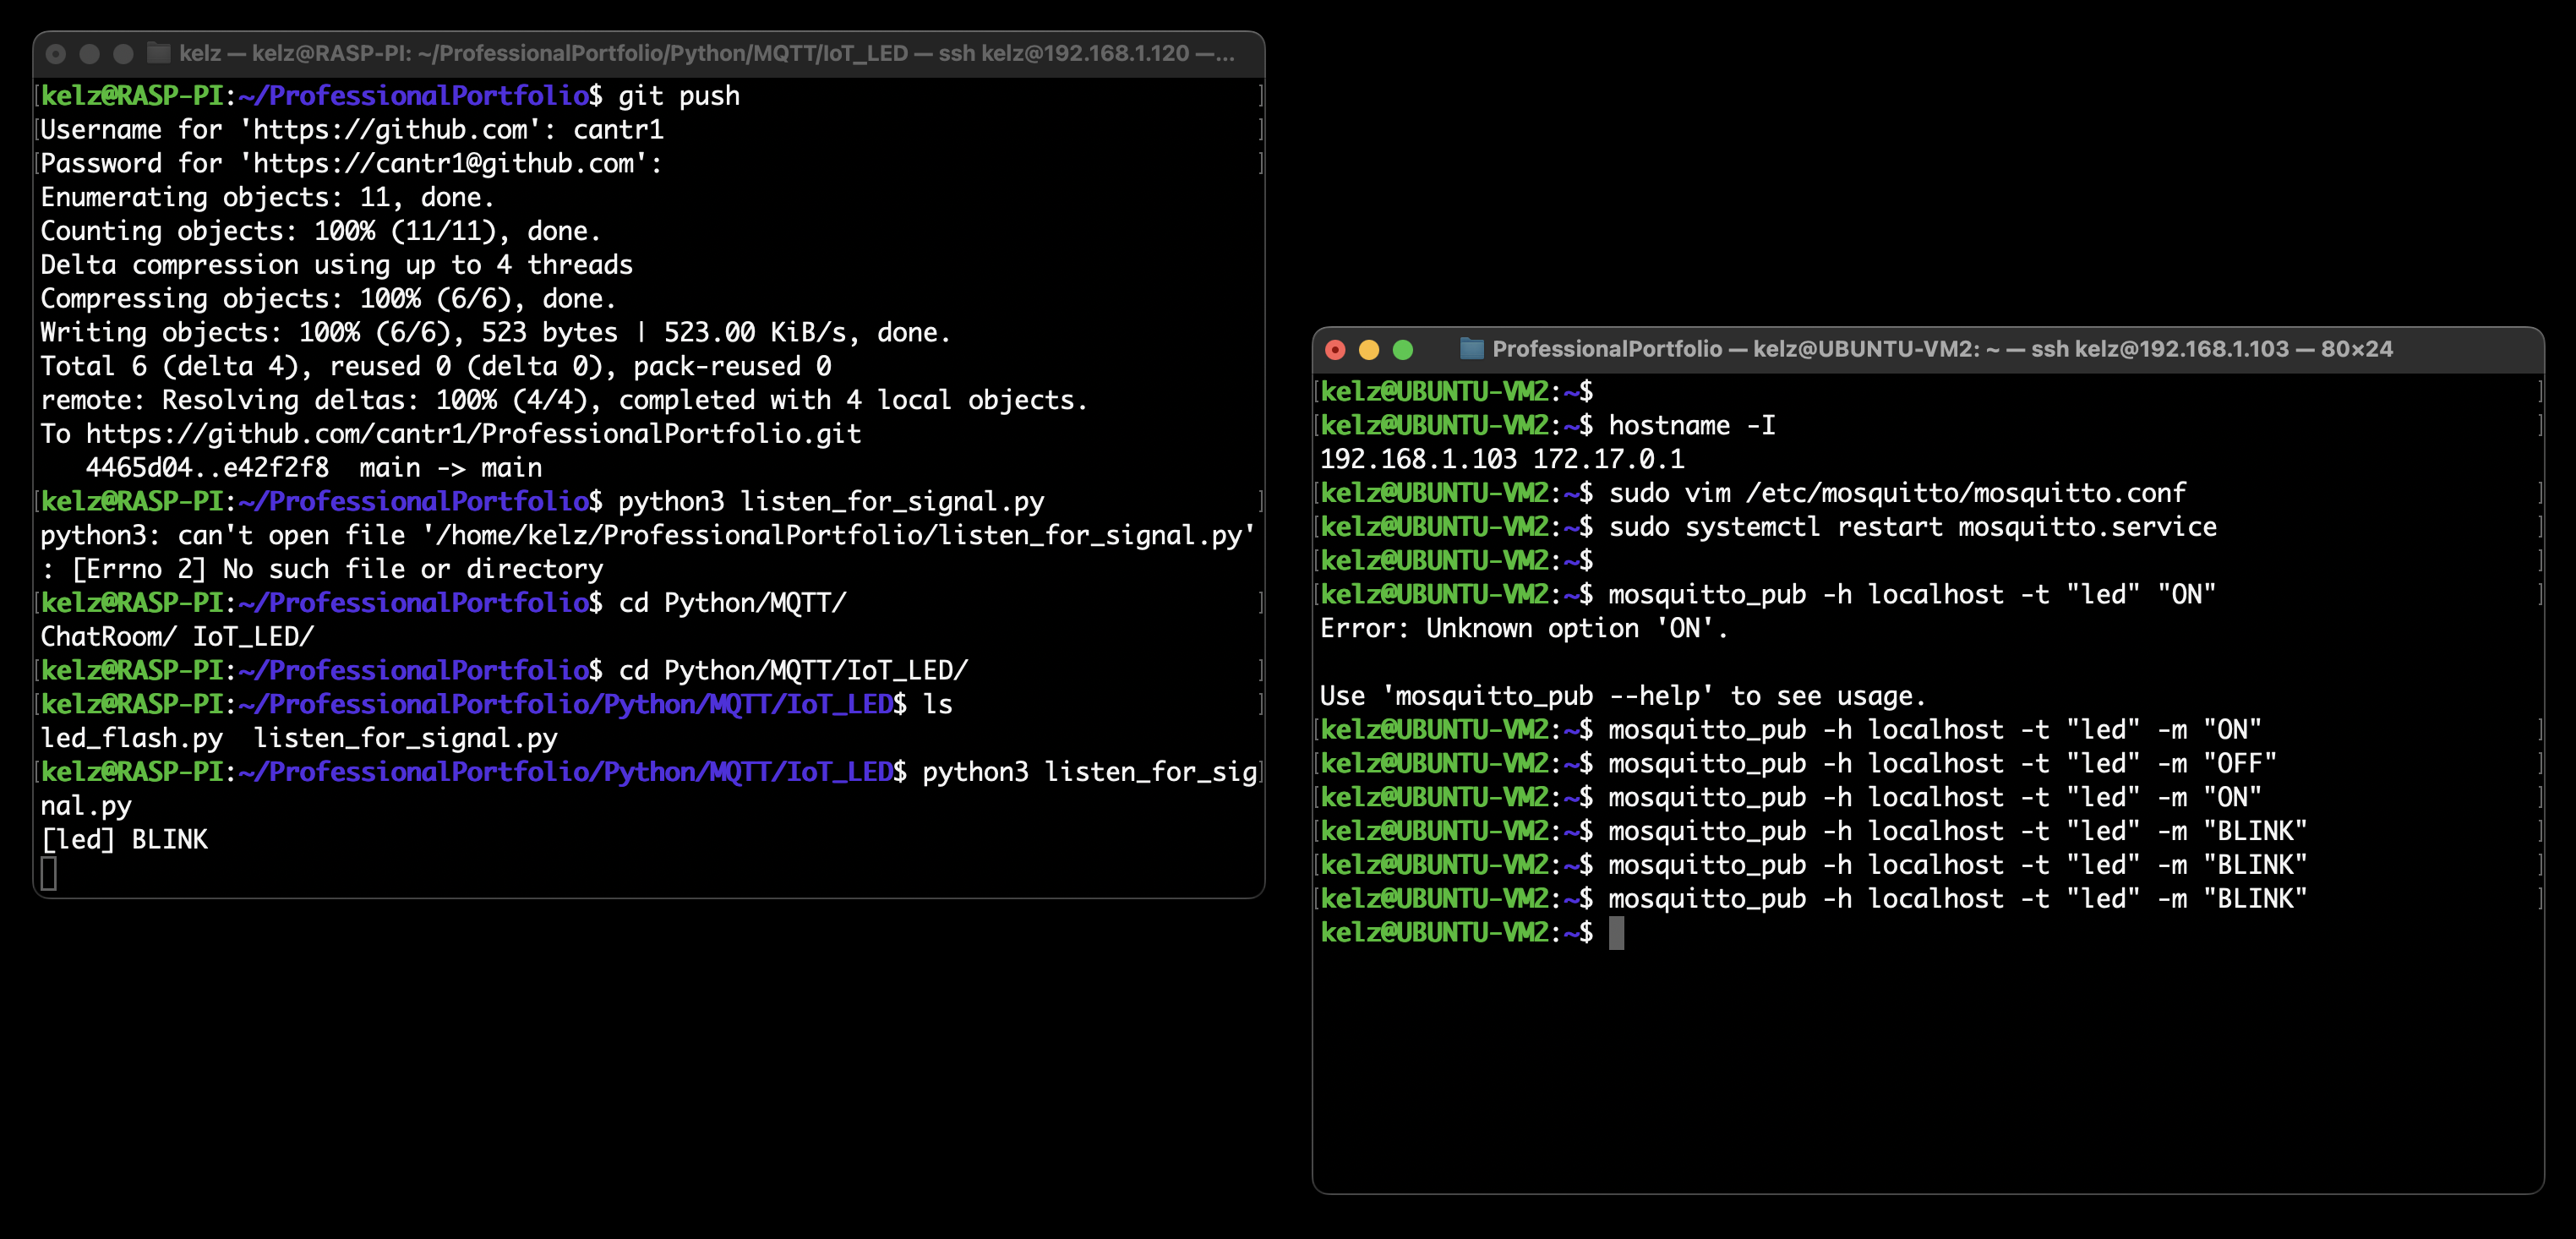 kelz — kelz@RASP-PI: ~/ProfessionalPortfolio/Python/MQTT/IoT_LED — ssh kelz@192.168.1.120 —...
kelz@RASP-PI:~/ProfessionalPortfolio$ git push
Username for 'https://github.com': cantr1
Password for 'https://cantr1@github.com':
Enumerating objects: 11, done.
Counting objects: 100% (11/11), done.
Delta compression using up to 4 threads
Compressing objects: 100% (6/6), done.
Writing objects: 100% (6/6), 523 bytes | 523.00 KiB/s, done.
Total 6 (delta 4), reused 0 (delta 0), pack-reused 0
remote: Resolving deltas: 100% (4/4), completed with 4 local objects.
To https://github.com/cantr1/ProfessionalPortfolio.git
   4465d04..e42f2f8  main -> main
kelz@RASP-PI:~/ProfessionalPortfolio$ python3 listen_for_signal.py
python3: can't open file '/home/kelz/ProfessionalPortfolio/listen_for_signal.py'
: [Errno 2] No such file or directory
kelz@RASP-PI:~/ProfessionalPortfolio$ cd Python/MQTT/
ChatRoom/ IoT_LED/
kelz@RASP-PI:~/ProfessionalPortfolio$ cd Python/MQTT/IoT_LED/
kelz@RASP-PI:~/ProfessionalPortfolio/Python/MQTT/IoT_LED$ ls
led_flash.py  listen_for_signal.py
kelz@RASP-PI:~/ProfessionalPortfolio/Python/MQTT/IoT_LED$ python3 listen_for_sig
nal.py
[led] BLINK
ProfessionalPortfolio — kelz@UBUNTU-VM2: ~ — ssh kelz@192.168.1.103 — 80×24
kelz@UBUNTU-VM2:~$
kelz@UBUNTU-VM2:~$ hostname -I
192.168.1.103 172.17.0.1
kelz@UBUNTU-VM2:~$ sudo vim /etc/mosquitto/mosquitto.conf
kelz@UBUNTU-VM2:~$ sudo systemctl restart mosquitto.service
kelz@UBUNTU-VM2:~$
kelz@UBUNTU-VM2:~$ mosquitto_pub -h localhost -t "led" "ON"
Error: Unknown option 'ON'.

Use 'mosquitto_pub --help' to see usage.
kelz@UBUNTU-VM2:~$ mosquitto_pub -h localhost -t "led" -m "ON"
kelz@UBUNTU-VM2:~$ mosquitto_pub -h localhost -t "led" -m "OFF"
kelz@UBUNTU-VM2:~$ mosquitto_pub -h localhost -t "led" -m "ON"
kelz@UBUNTU-VM2:~$ mosquitto_pub -h localhost -t "led" -m "BLINK"
kelz@UBUNTU-VM2:~$ mosquitto_pub -h localhost -t "led" -m "BLINK"
kelz@UBUNTU-VM2:~$ mosquitto_pub -h localhost -t "led" -m "BLINK"
kelz@UBUNTU-VM2:~$